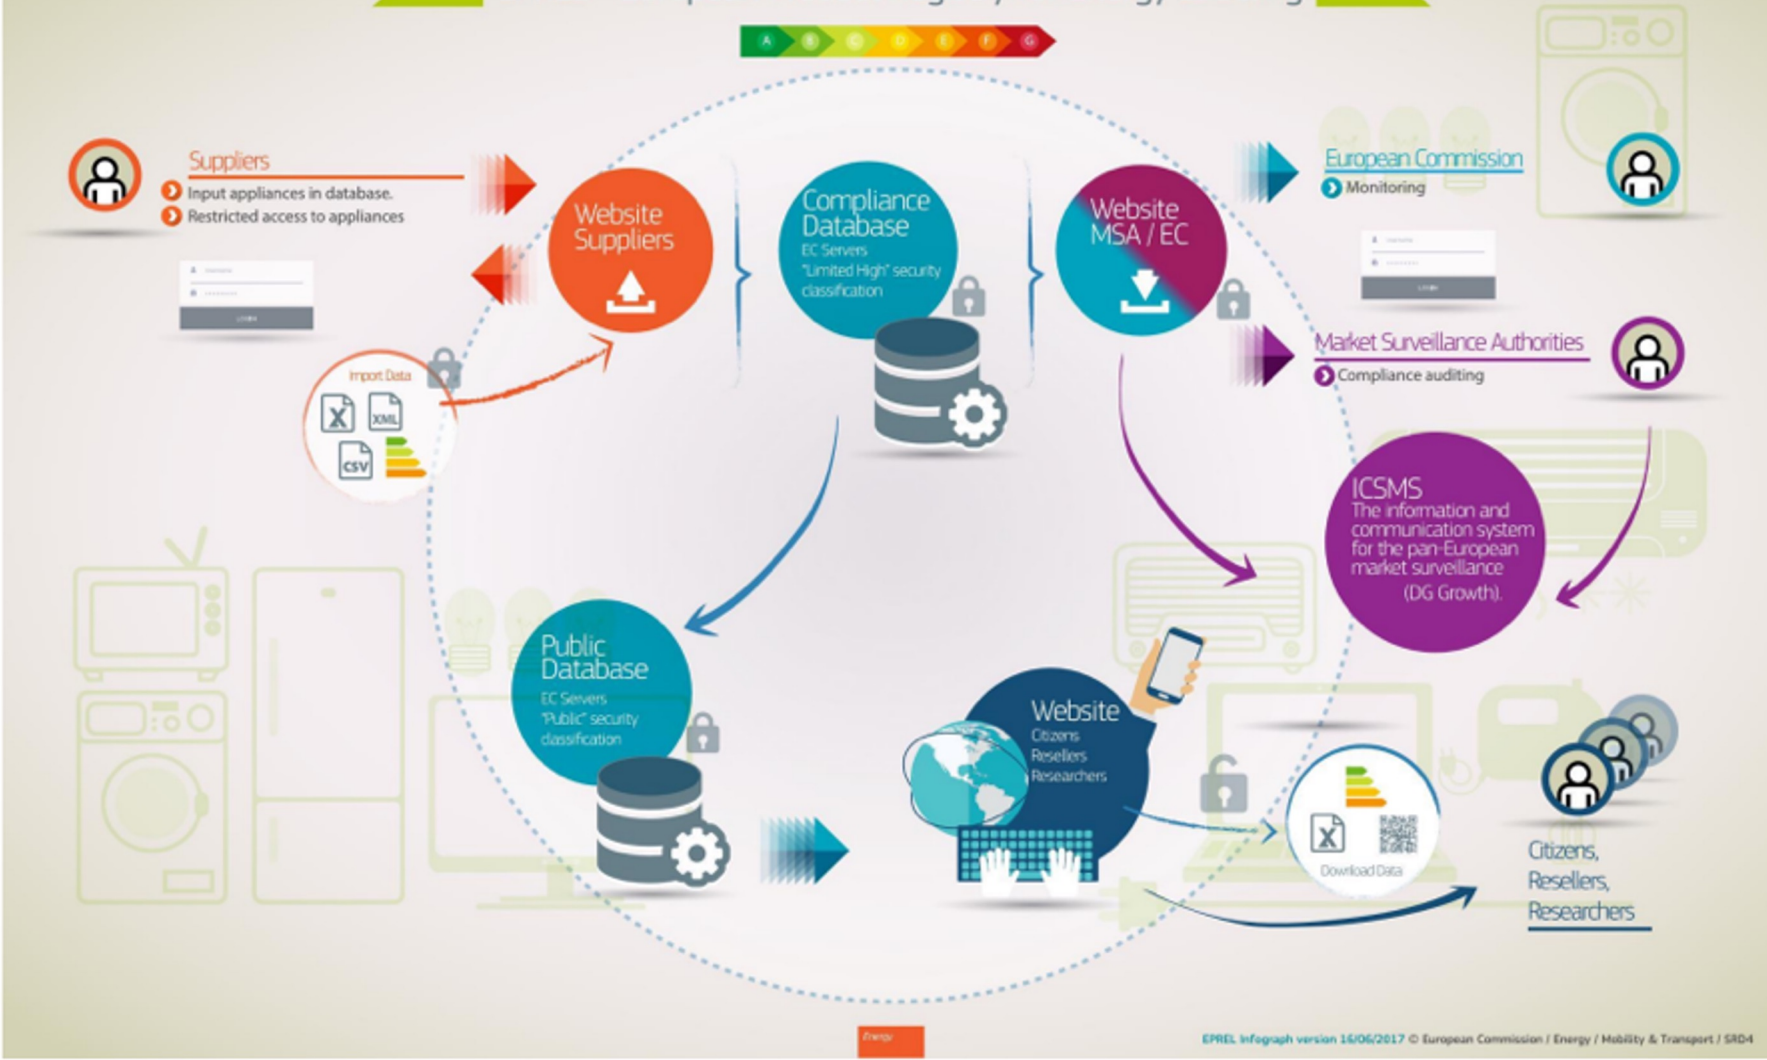 A B C D E F G
Suppliers
Input appliances in database.
Restricted access to appliances
Website
Suppliers
Compliance
Database
EC Servers
"Limited High" security
classification
Website
MSA / EC
European Commission
Monitoring
Market Surveillance Authorities
Compliance auditing
Import Data
X
XML
CSV
ICSMS
The information and
communication system
for the pan-European
market surveillance
(DG Growth).
Public
Database
EC Servers
"Public" security
classification
Website
Citizens
Resellers
Researchers
X
Download Data
Citizens,
Resellers,
Researchers
Energy
EPREL Infograph version 16/06/2017 © European Commission / Energy / Mobility & Transport / SRD4